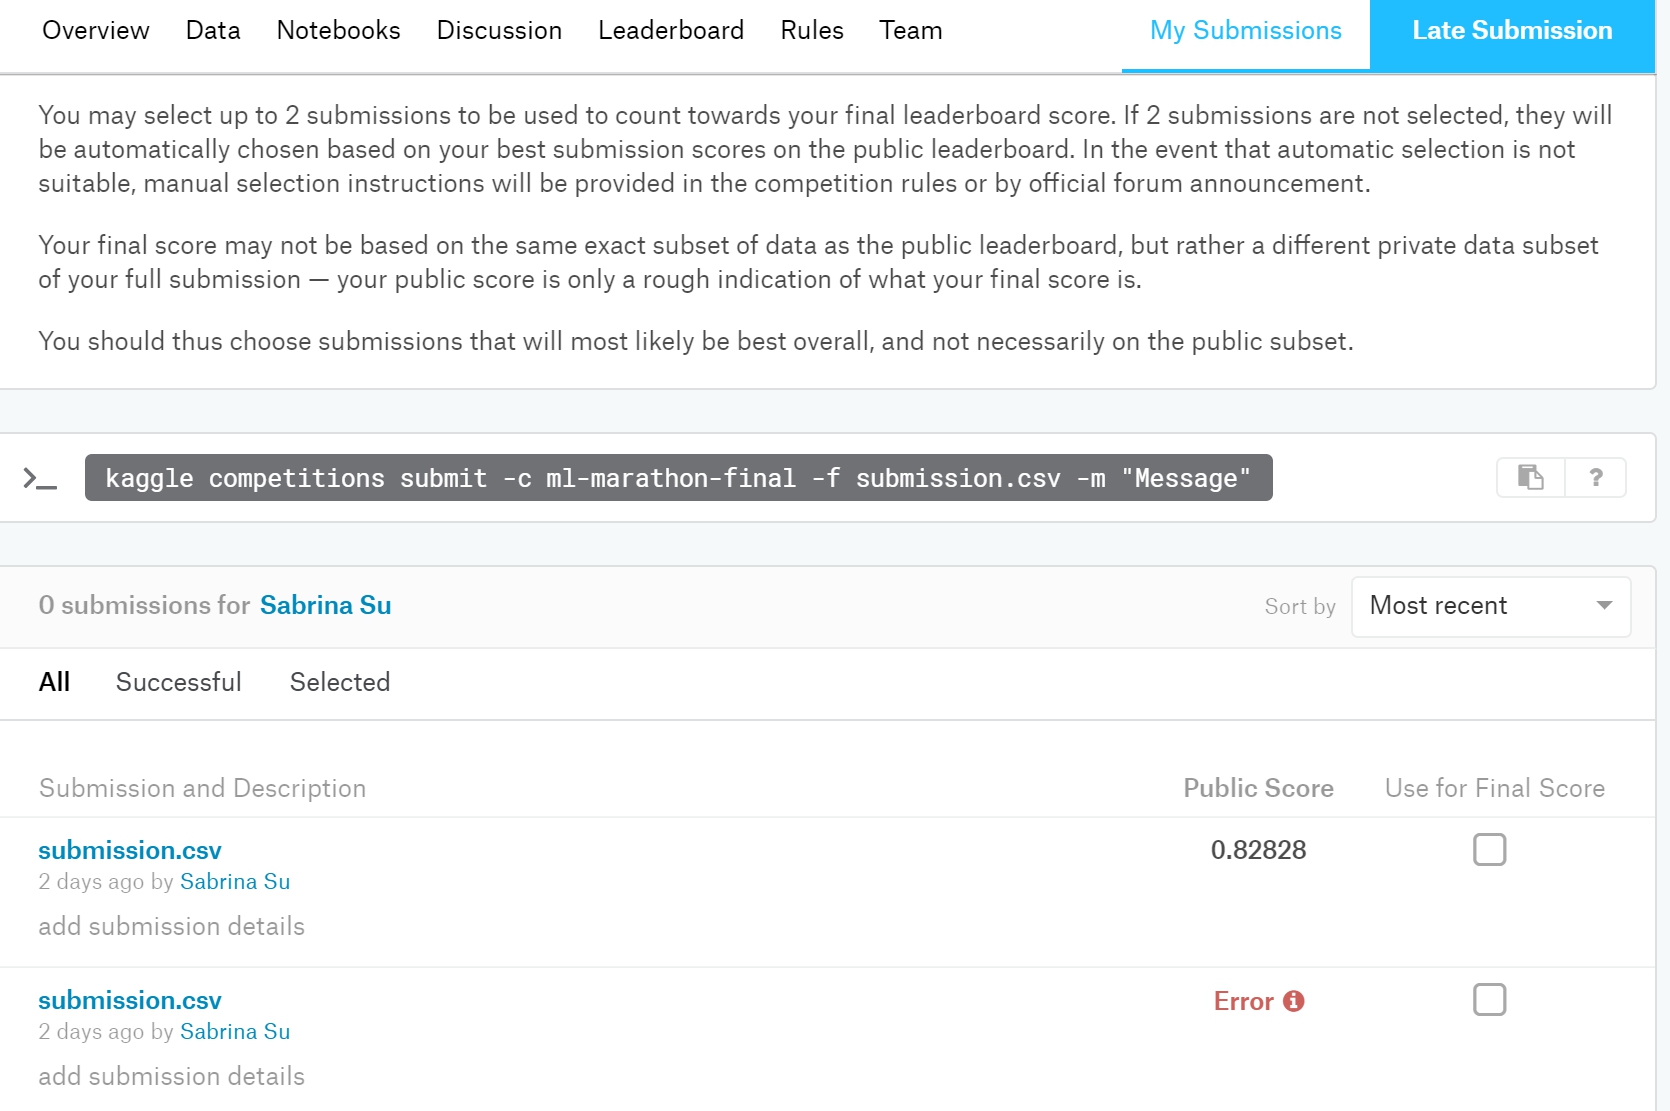 Overview Data Notebooks Discussion Leaderboard Rules Team My Submissions Late Submission
You may select up to 2 submissions to be used to count towards your final leaderboard score. If 2 submissions are not selected, they will
be automatically chosen based on your best submission scores on the public leaderboard. In the event that automatic selection is not
suitable, manual selection instructions will be provided in the competition rules or by official forum announcement.
Your final score may not be based on the same exact subset of data as the public leaderboard, but rather a different private data subset
of your full submission — your public score is only a rough indication of what your final score is.
You should thus choose submissions that will most likely be best overall, and not necessarily on the public subset.
>_ kaggle competitions submit -c ml-marathon-final -f submission.csv -m "Message" ?
0 submissions for Sabrina Su Sort by Most recent
All Successful Selected
Submission and Description Public Score Use for Final Score
submission.csv 0.82828
2 days ago by Sabrina Su
add submission details
submission.csv Error
2 days ago by Sabrina Su
add submission details